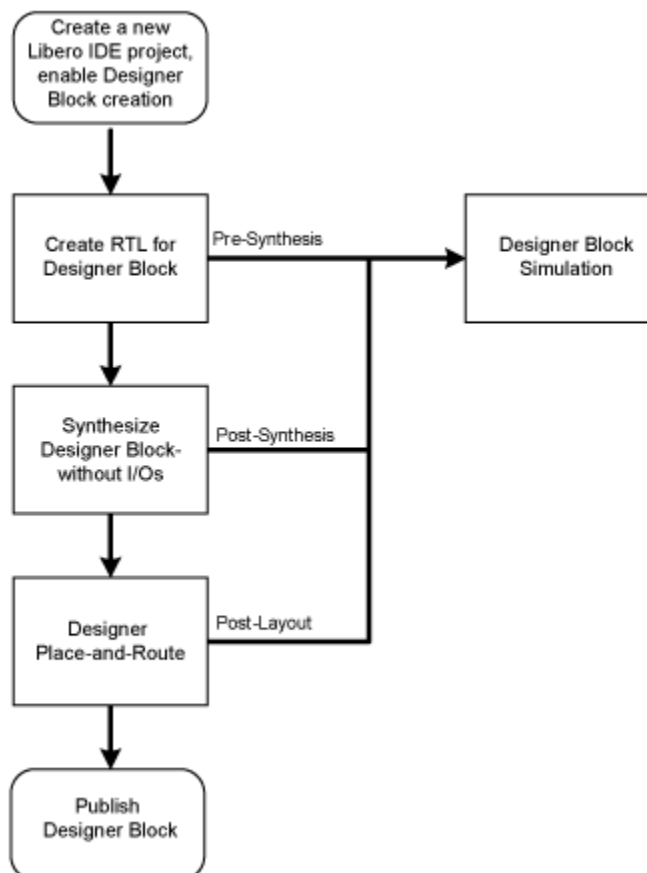 Create a new
Libero IDE project,
enable Designer
Block creation
Create RTL for
Designer Block
Pre-Synthesis
Designer Block
Simulation
Synthesize
Designer Block-
without I/Os
Post-Synthesis
Designer
Place-and-Route
Post-Layout
Publish
Designer Block